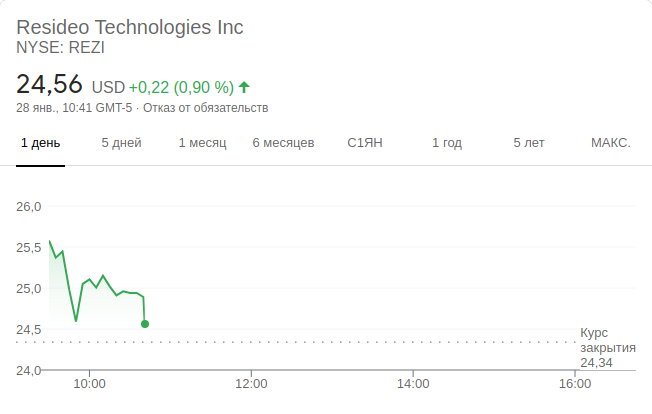 Resideo Technologies Inc
NYSE: REZI
24,56 USD +0,22 (0,90 %)
28 янв., 10:41 GMT-5 · Отказ от обязательств
1 день 5 дней 1 месяц 6 месяцев С1ЯН 1 год 5 лет МАКС.
26,0
25,5
25,0
24,5
24,0
Курс
закрытия
24,34
10:00 12:00 14:00 16:00